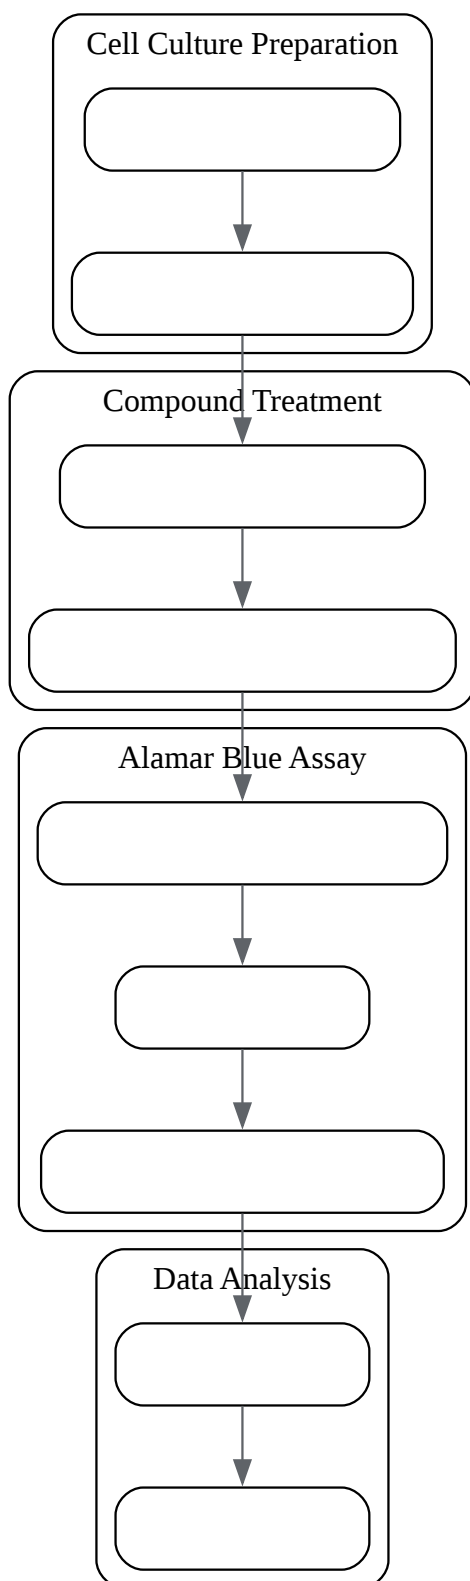 Cell Culture Preparation
Compound Treatment
Alamar Blue Assay
Data Analysis